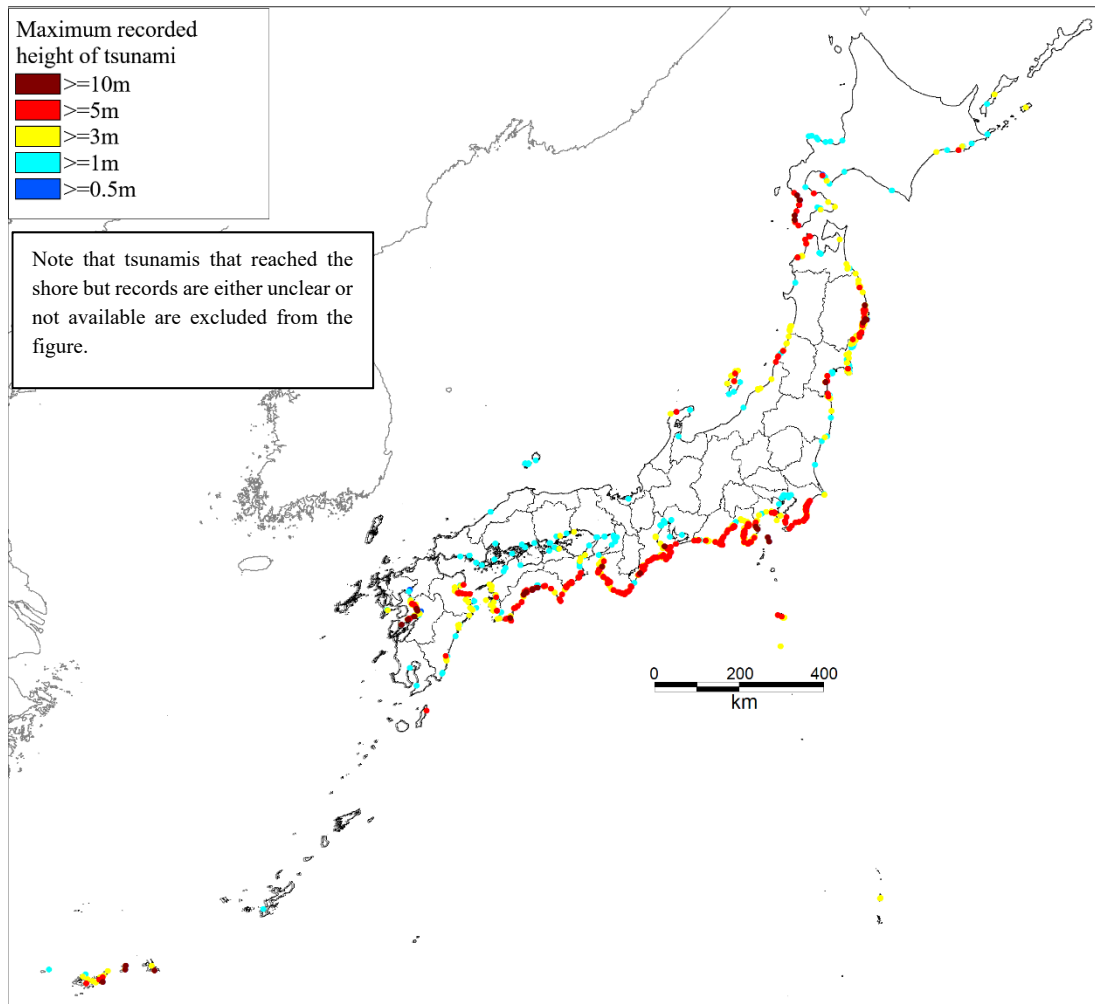 Maximum recorded
height of tsunami
>=10m
>=5m
>=3m
>=1m
>=0.5m
Note that tsunamis that reached the
shore but records are either unclear or
not available are excluded from the
figure.
0 200 400
km